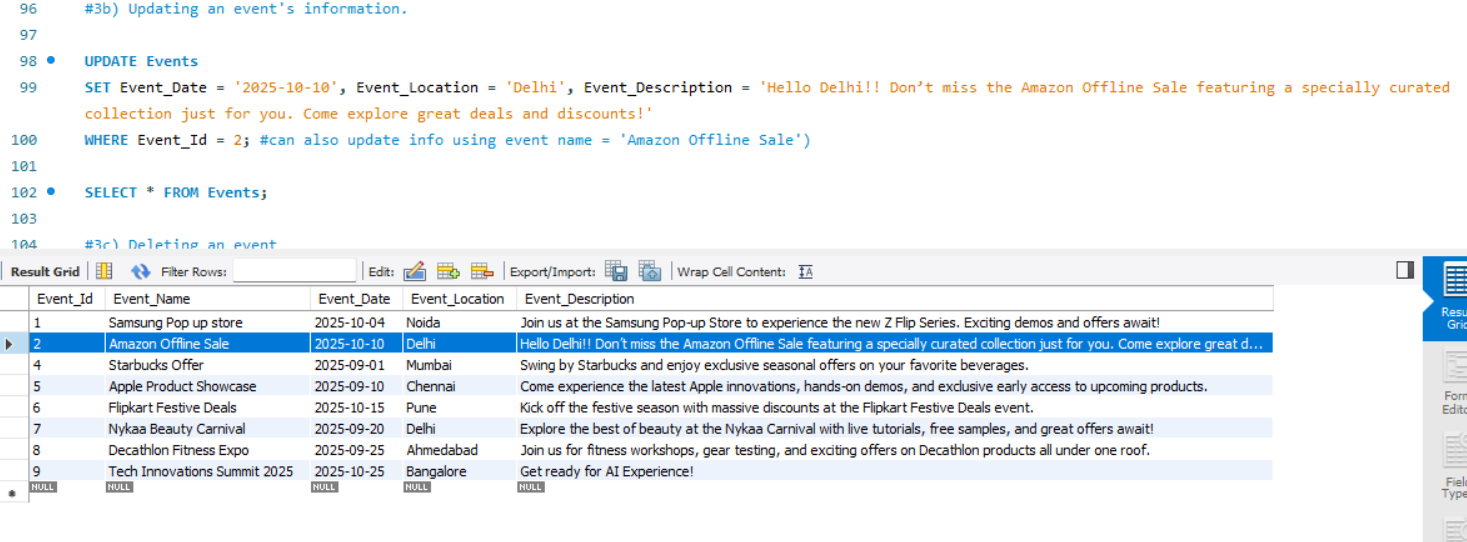 96 #3b) Updating an event's information.
97
98 UPDATE Events
99 SET Event_Date = '2025-10-10', Event_Location = 'Delhi', Event_Description = 'Hello Delhi!! Don’t miss the Amazon Offline Sale featuring a specially curated
collection just for you. Come explore great deals and discounts!'
100 WHERE Event_Id = 2; #can also update info using event name = 'Amazon Offline Sale')
101
102 SELECT * FROM Events;
103
104 #3c) Deleting an event
Result Grid Filter Rows: Edit: Export/Import: Wrap Cell Content: IA
Event_Id Event_Name Event_Date Event_Location Event_Description
1 Samsung Pop up store 2025-10-04 Noida Join us at the Samsung Pop-up Store to experience the new Z Flip Series. Exciting demos and offers await!
2 Amazon Offline Sale 2025-10-10 Delhi Hello Delhi!! Don’t miss the Amazon Offline Sale featuring a specially curated collection just for you. Come explore great d...
4 Starbucks Offer 2025-09-01 Mumbai Swing by Starbucks and enjoy exclusive seasonal offers on your favorite beverages.
5 Apple Product Showcase 2025-09-10 Chennai Come experience the latest Apple innovations, hands-on demos, and exclusive early access to upcoming products.
6 Flipkart Festive Deals 2025-10-15 Pune Kick off the festive season with massive discounts at the Flipkart Festive Deals event.
7 Nykaa Beauty Carnival 2025-09-20 Delhi Explore the best of beauty at the Nykaa Carnival with live tutorials, free samples, and great offers await!
8 Decathlon Fitness Expo 2025-09-25 Ahmedabad Join us for fitness workshops, gear testing, and exciting offers on Decathlon products all under one roof.
9 Tech Innovations Summit 2025 2025-10-25 Bangalore Get ready for AI Experience!
NULL NULL NULL NULL NULL
Resu
Grid
Form
Edito
Field
Type